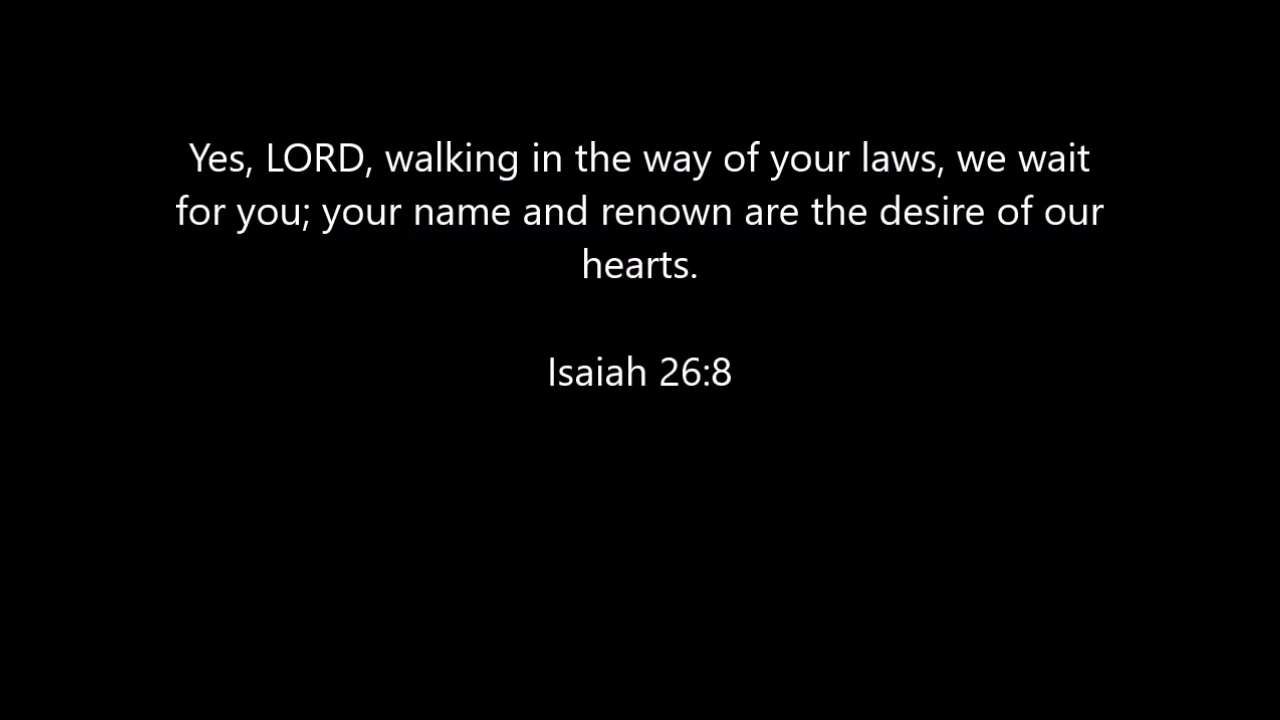 Yes, LORD, walking in the way of your laws, we wait
for you; your name and renown are the desire of our
hearts.
Isaiah 26:8